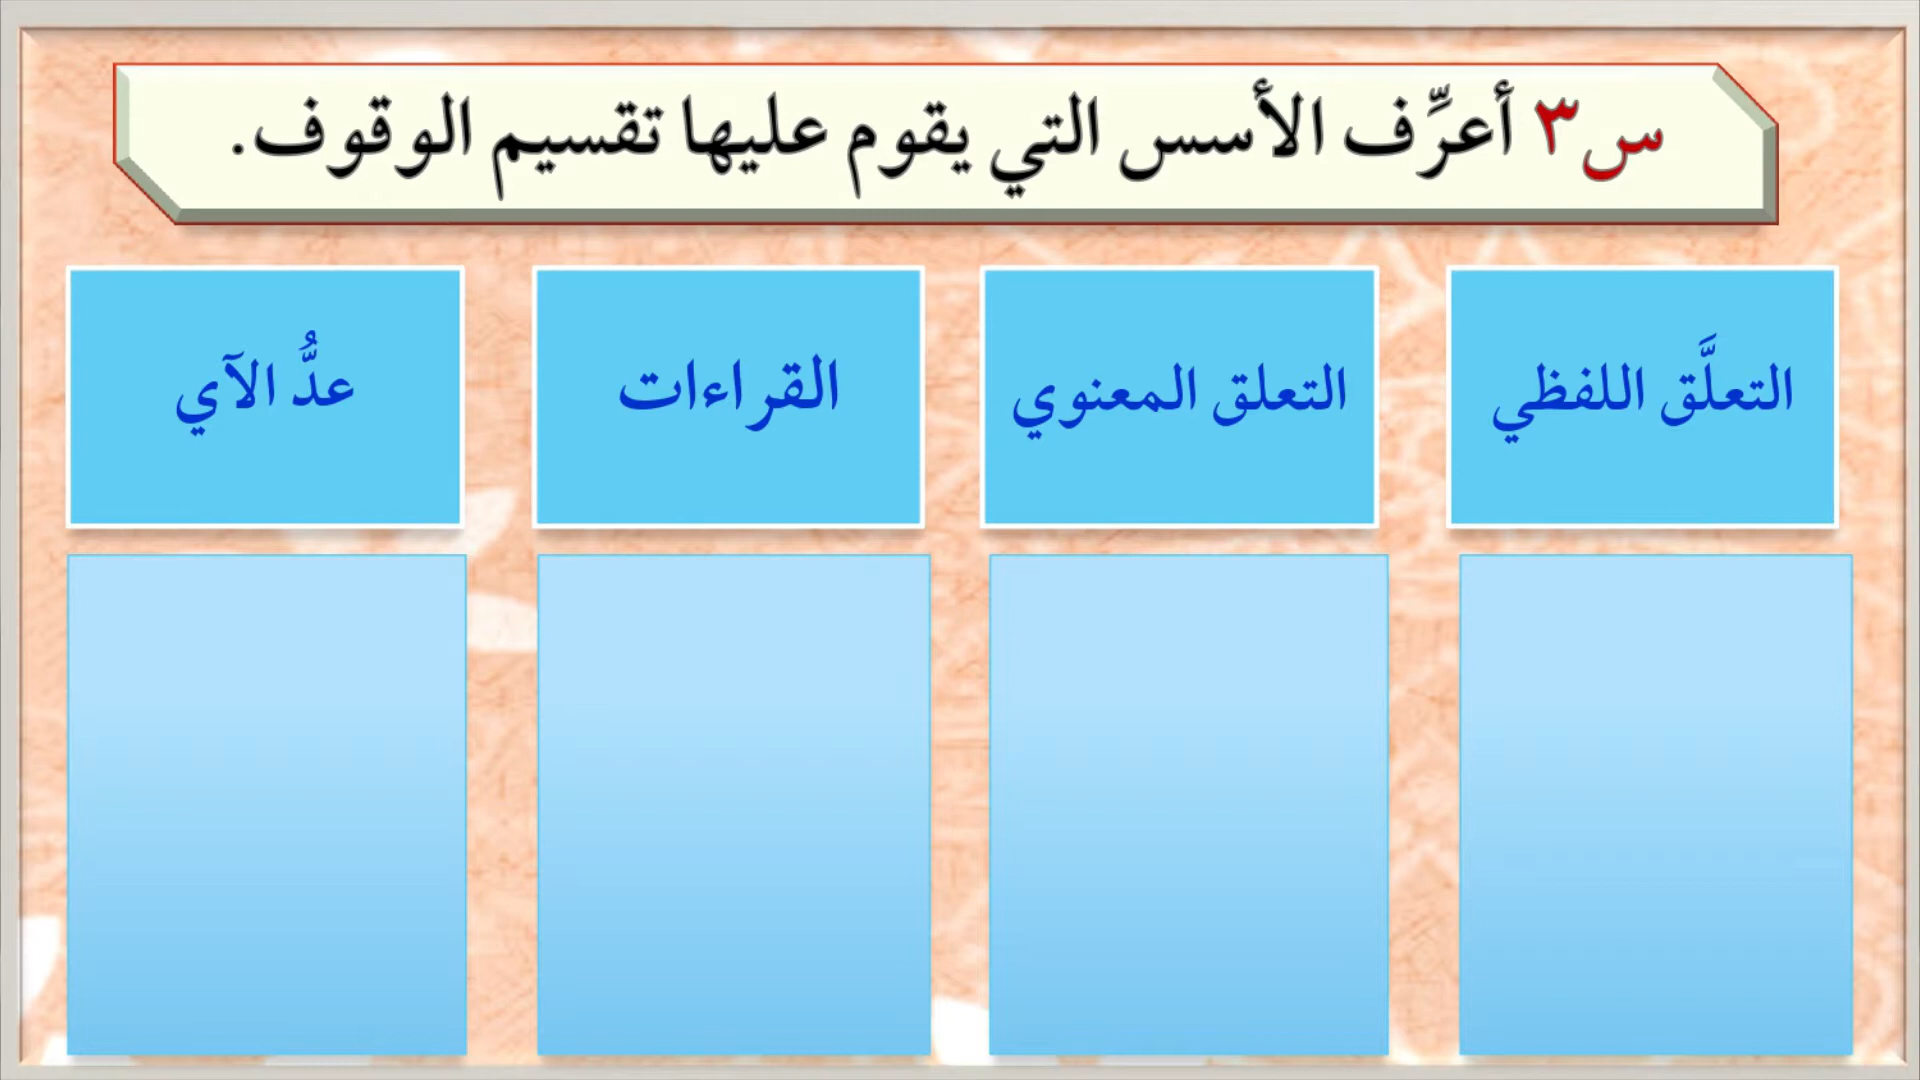 س٣ أعرِّف الأسس التي يقوم عليها تقسيم الوقوف.
التعلَّق اللفظي
التعلق المعنوي
القراءات
عدُّ الآي